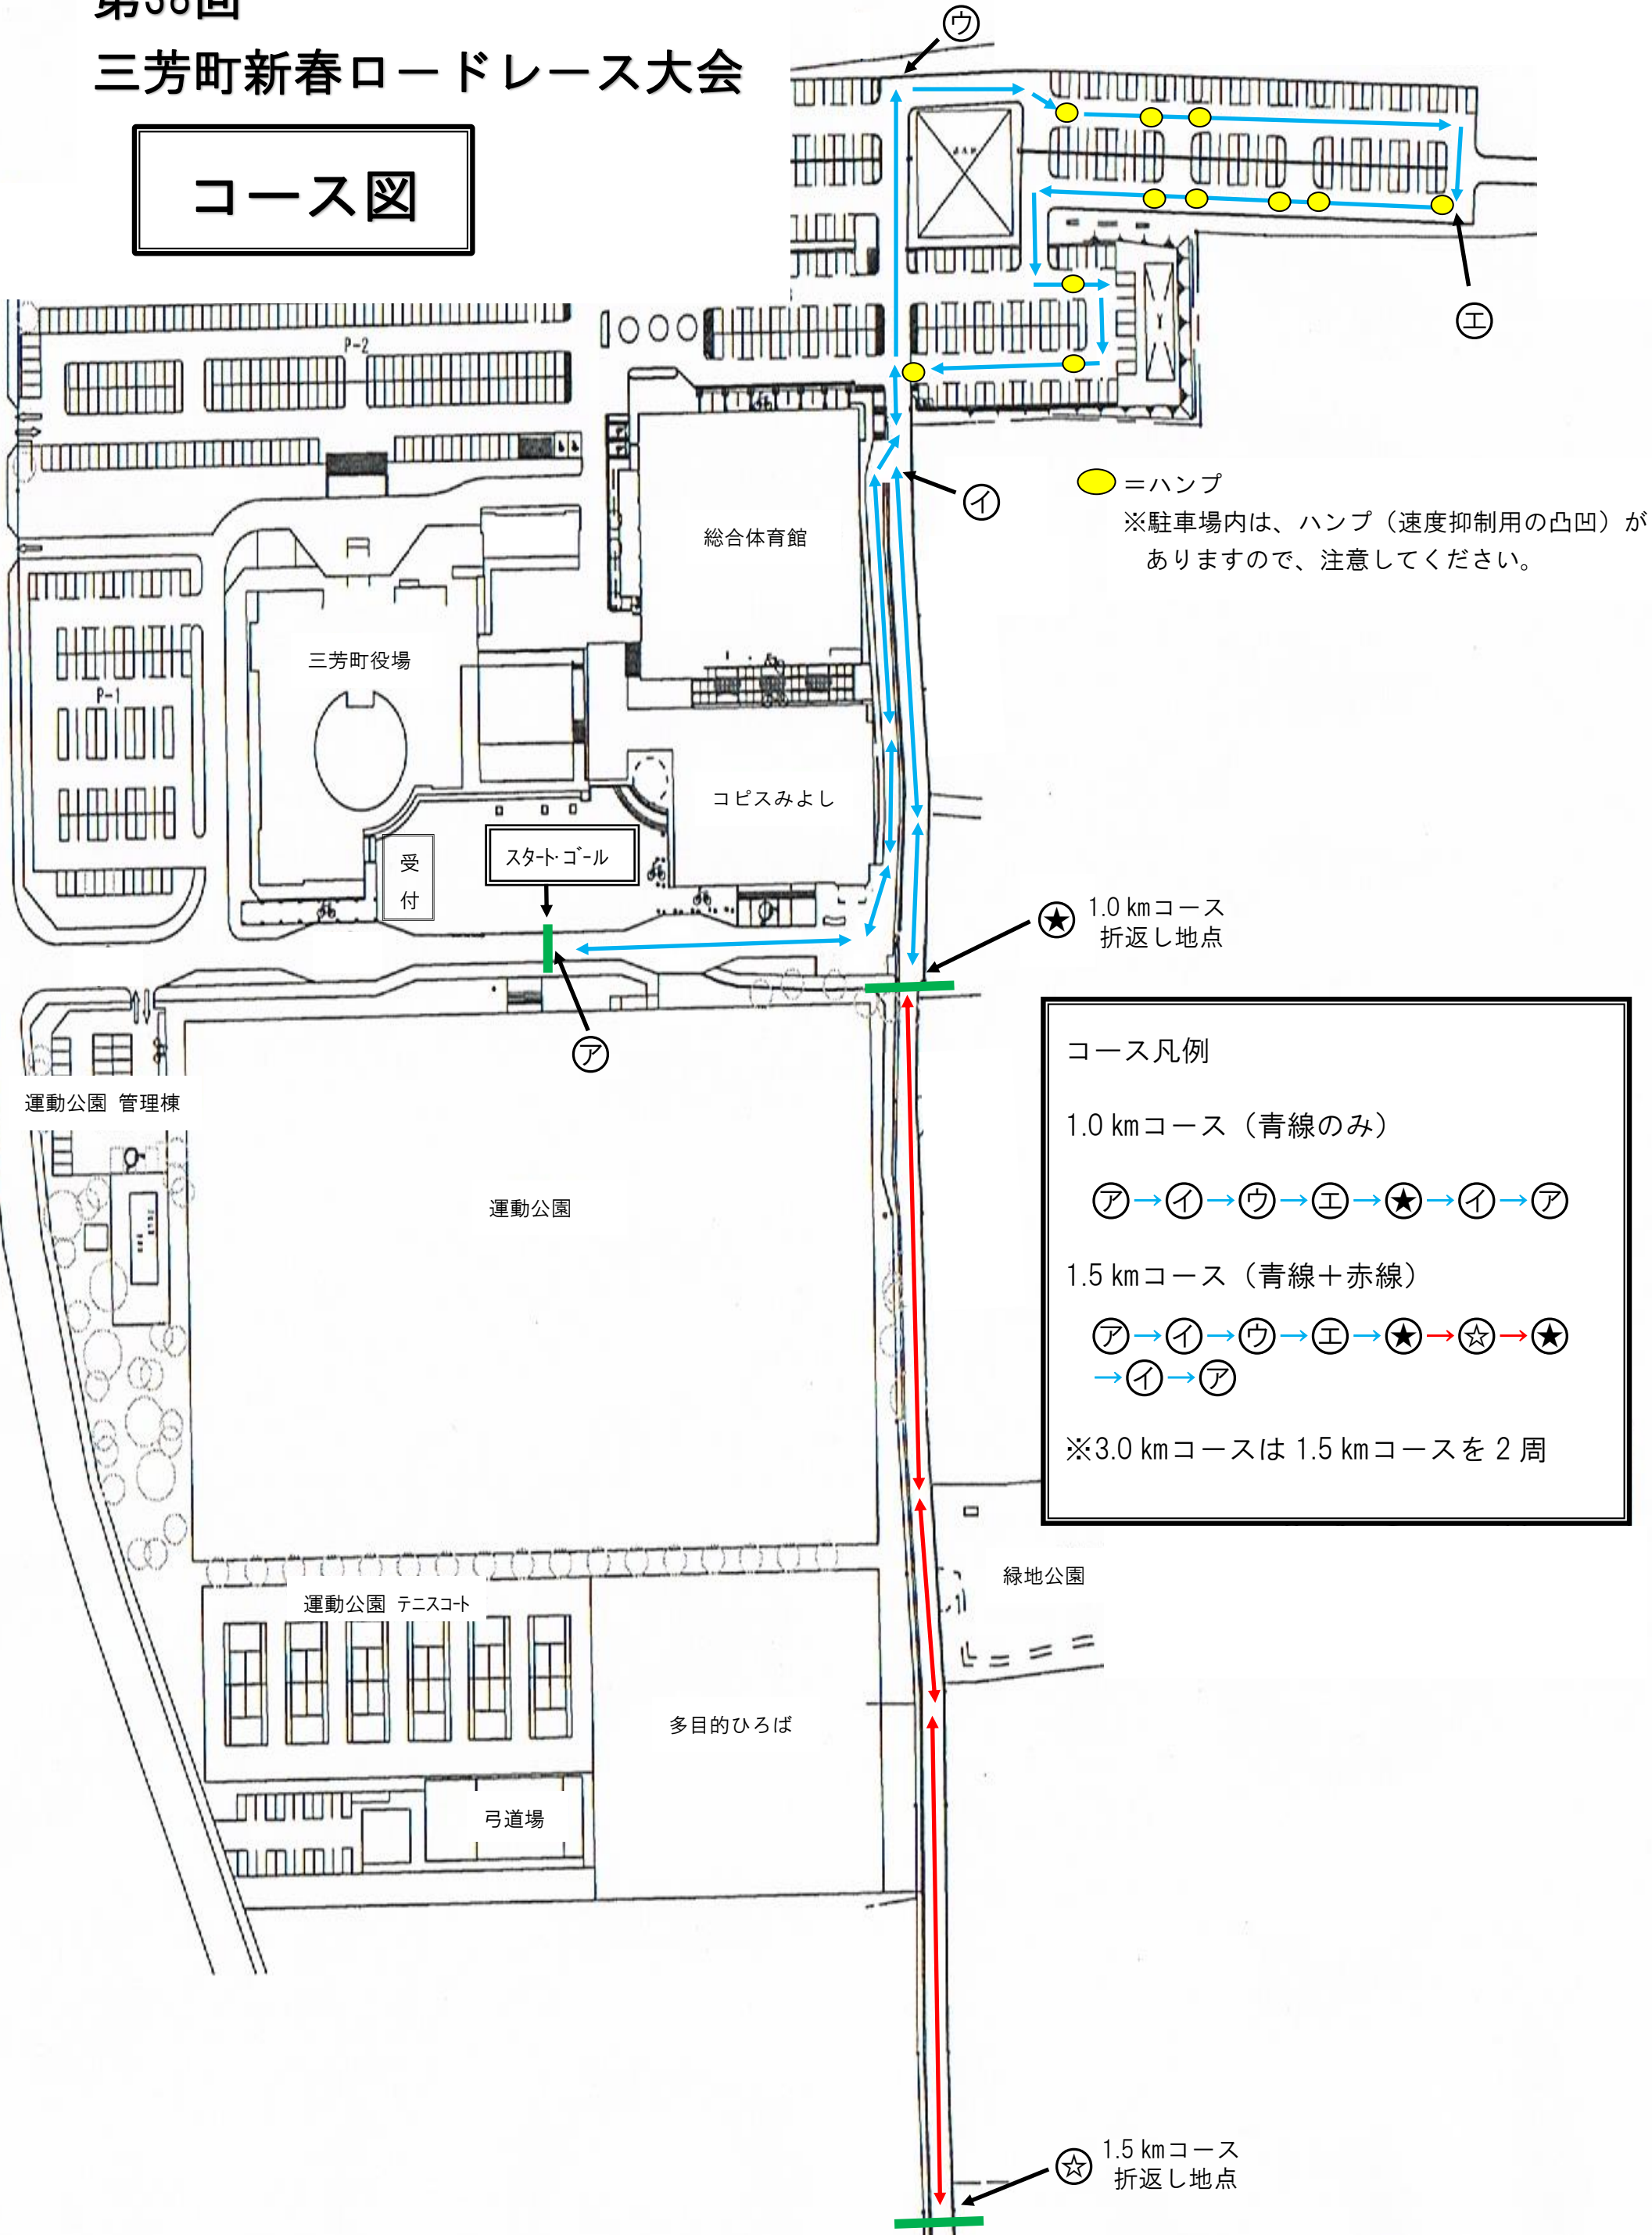 三芳町新春ロードレース大会
コース図
㋒
㋓
㋑
=ハンプ
※駐車場内は、ハンプ（速度抑制用の凸凹）が
ありますので、注意してください。
P-2
総合体育館
三芳町役場
P-1
コピスみよし
受付
スタート・ゴール
㋐
★ 1.0 kmコース
折返し地点
コース凡例
1.0 kmコース（青線のみ）
㋐→㋑→㋒→㋓→★→㋑→㋐
1.5 kmコース（青線＋赤線）
㋐→㋑→㋒→㋓→★→☆→★
→㋑→㋐
※3.0 kmコースは 1.5 kmコースを 2 周
運動公園 管理棟
運動公園
緑地公園
運動公園 テニスコート
多目的ひろば
弓道場
☆ 1.5 kmコース
折返し地点